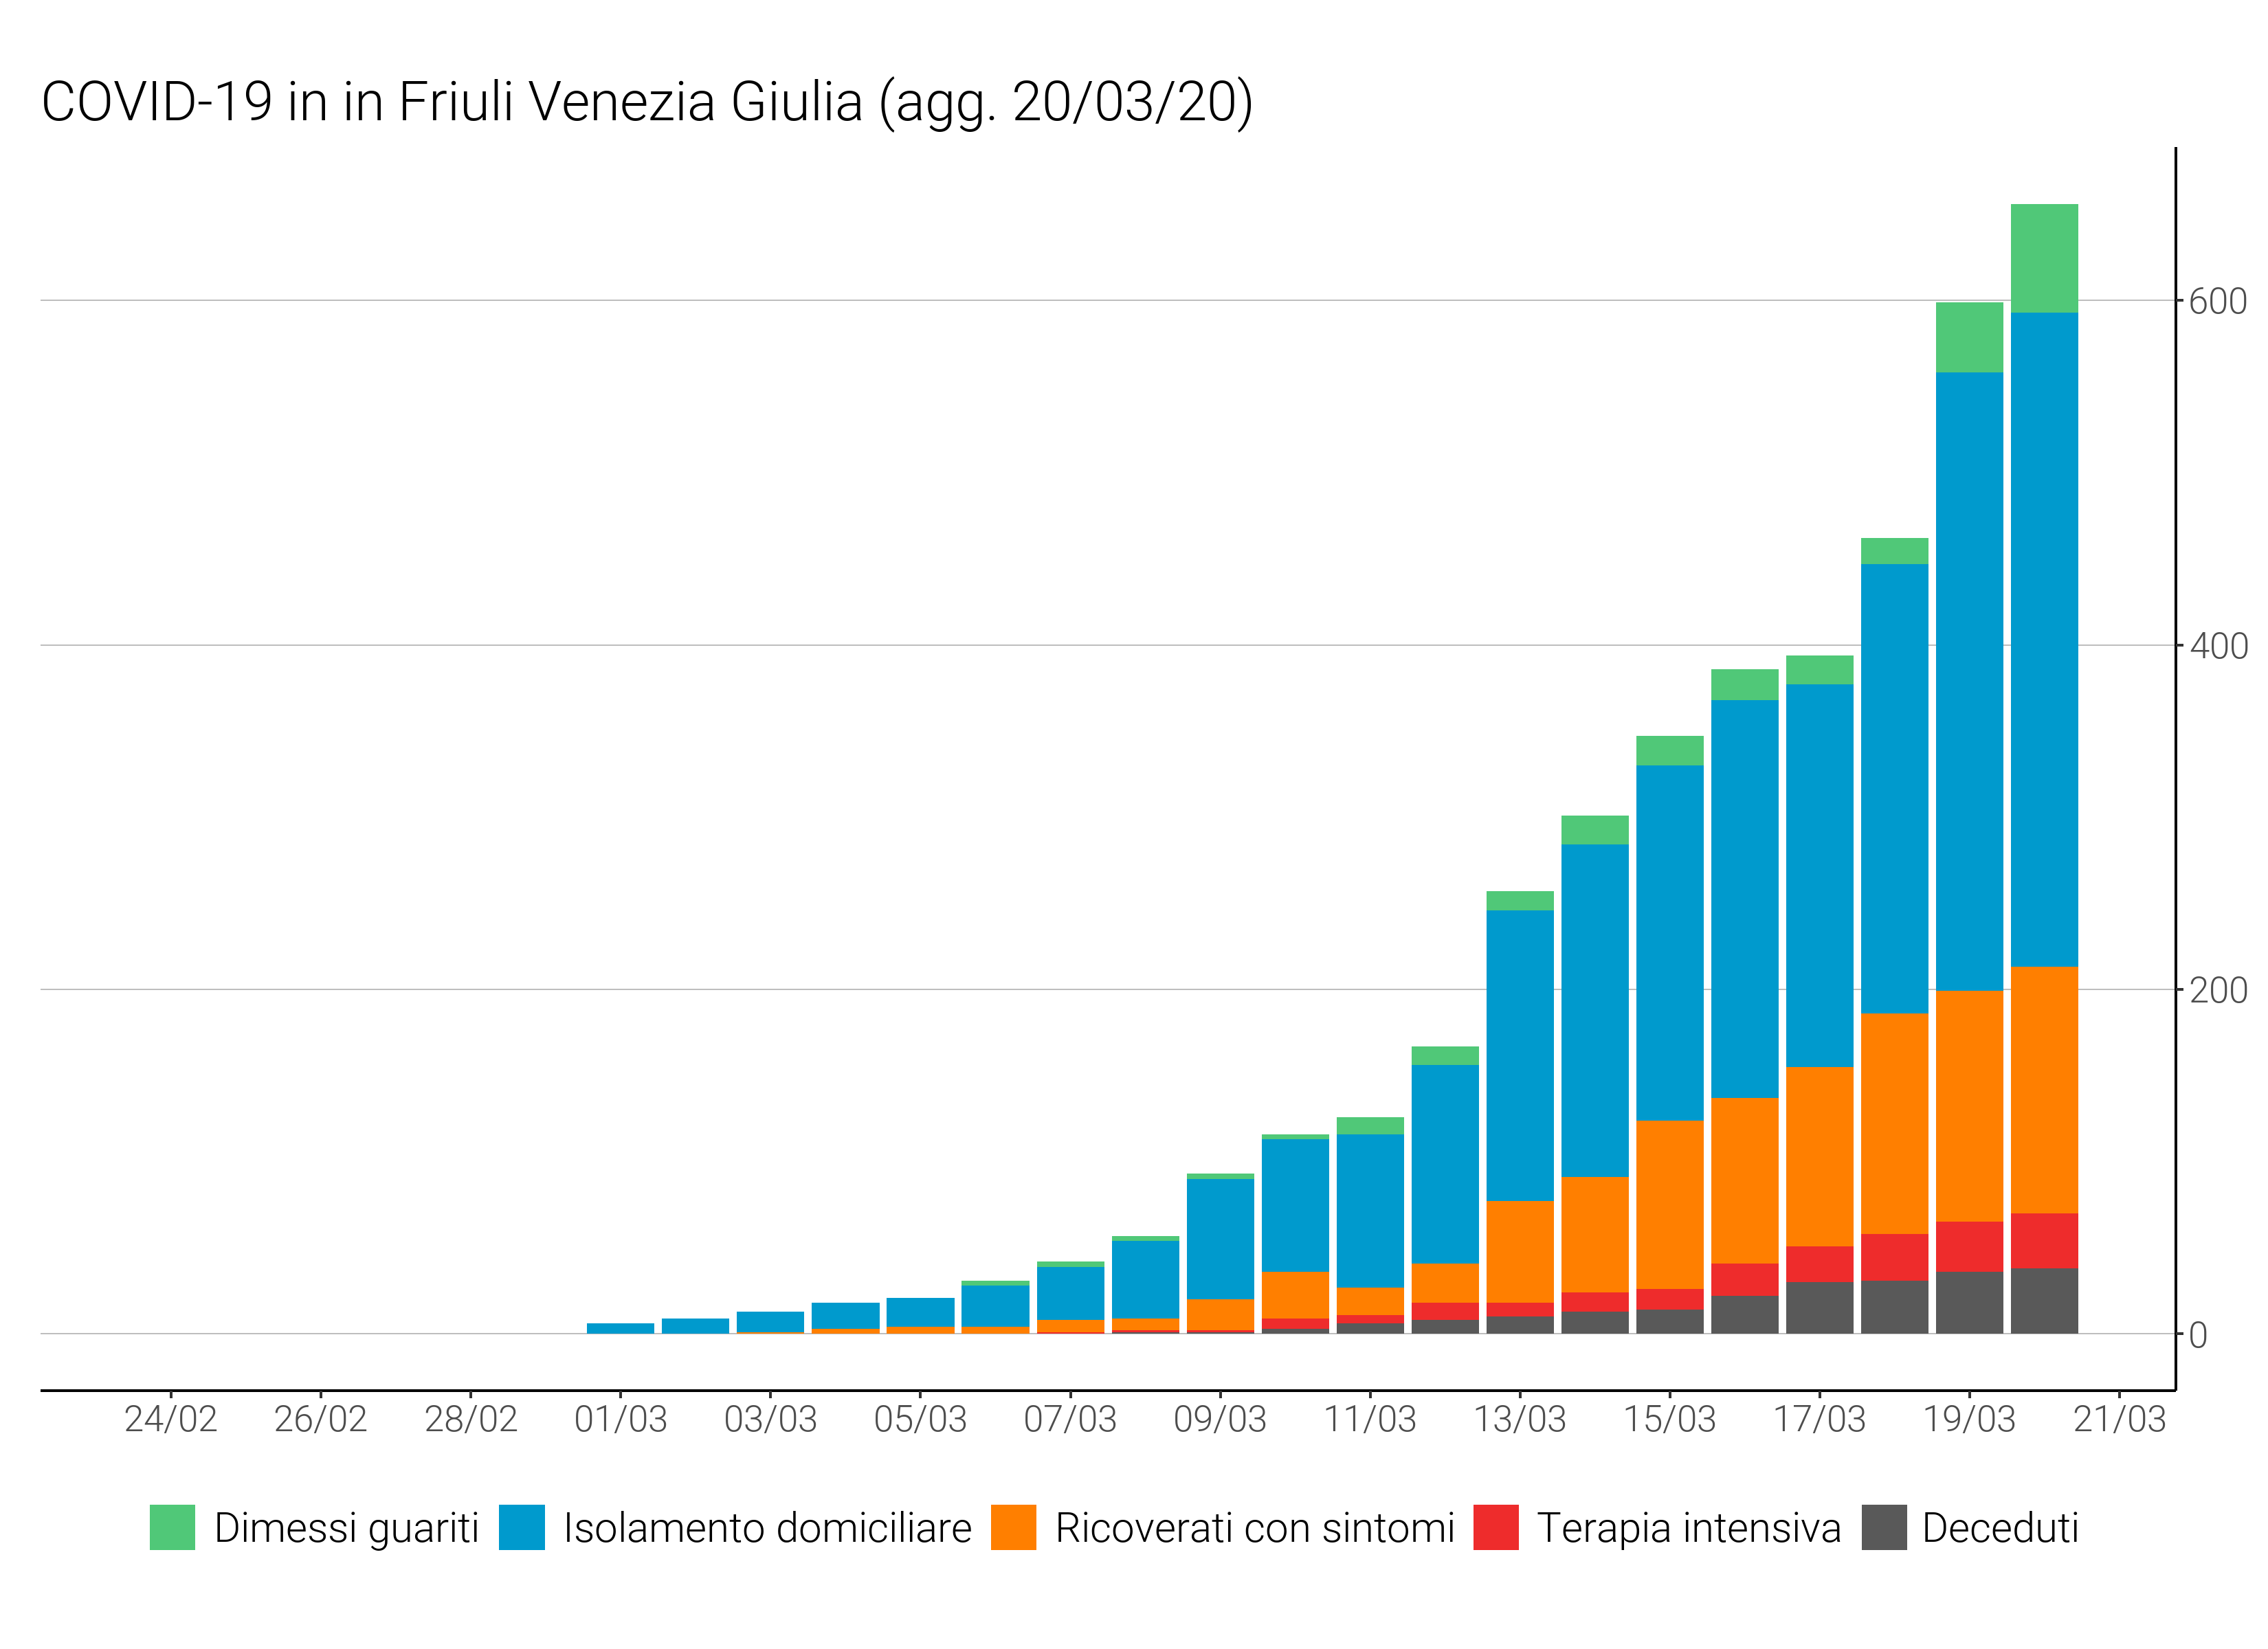 COVID-19 in in Friuli Venezia Giulia (agg. 20/03/20)
600
400
200
0
24/02 26/02 28/02 01/03 03/03 05/03 07/03 09/03 11/03 13/03 15/03 17/03 19/03 21/03
Dimessi guariti Isolamento domiciliare Ricoverati con sintomi Terapia intensiva Deceduti